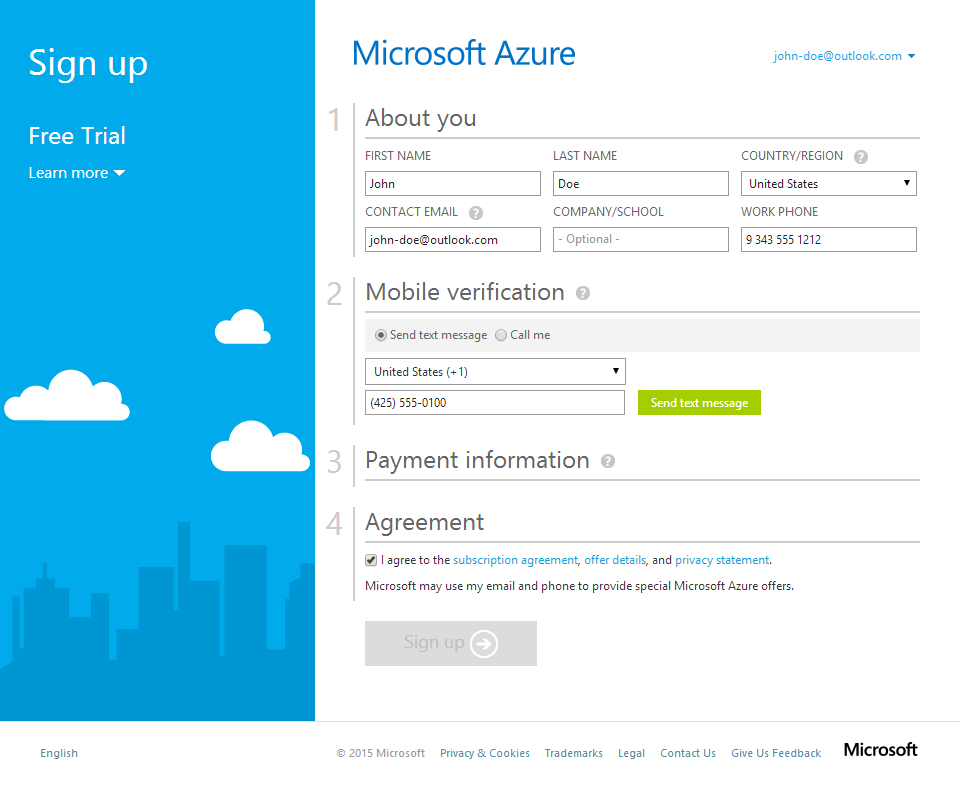 Sign up
Free Trial
Learn more
Microsoft Azure
john-doe@outlook.com
1 About you
FIRST NAME LAST NAME COUNTRY/REGION ?
John Doe United States
CONTACT EMAIL ? COMPANY/SCHOOL WORK PHONE
john-doe@outlook.com - Optional - 9 343 555 1212
2 Mobile verification ?
Send text message Call me
United States (+1)
(425) 555-0100 Send text message
3 Payment information ?
4 Agreement
I agree to the subscription agreement, offer details, and privacy statement.
Microsoft may use my email and phone to provide special Microsoft Azure offers.
Sign up
English © 2015 Microsoft Privacy & Cookies Trademarks Legal Contact Us Give Us Feedback Microsoft